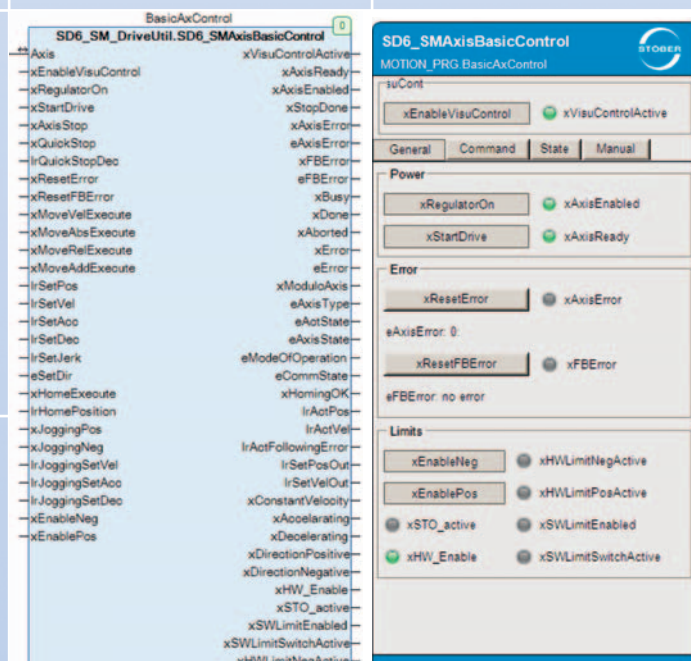 BasicAxControl
0
SD6_SM_DriveUtil.SD6_SMAxisBasicControl
Axis xVisuControlActive
xEnableVisuControl xAxisReady
xRegulatorOn xAxisEnabled
xStartDrive xStopDone
xAxisStop xAxisError
xQuickStop eAxisError
lrQuickStopDec xFBError
xResetError eFBError
xResetFBError xBusy
xMoveVelExecute xDone
xMoveAbsExecute xAborted
xMoveRelExecute xError
xMoveAddExecute eError
lrSetPos xModuloAxis
lrSetVel eAxisType
lrSetAcc eActState
lrSetDec eAxisState
lrSetJerk eModeOfOperation
eSetDir eCommState
xHomeExecute xHomingOK
lrHomePosition lrActPos
xJoggingPos lrActVel
xJoggingNeg lrActFollowingError
lrJoggingSetVel lrSetPosOut
lrJoggingSetAcc lrSetVelOut
lrJoggingSetDec xConstantVelocity
xEnableNeg xAccelarating
xEnablePos xDecelerating
xDirectionPositive
xDirectionNegative
xHW_Enable
xSTO_active
xSWLimitEnabled
xSWLimitSwitchActive
xHWLimitNegActive
SD6_SMAxisBasicControl
STOBER
MOTION_PRG.BasicAxControl
suCont
xEnableVisuControl xVisuControlActive
General Command State Manual
Power
xRegulatorOn xAxisEnabled
xStartDrive xAxisReady
Error
xResetError xAxisError
eAxisError: 0:
xResetFBError xFBError
eFBError: no error
Limits
xEnableNeg xHWLimitNegActive
xEnablePos xHWLimitPosActive
xSTO_active xSWLimitEnabled
xHW_Enable xSWLimitSwitchActive